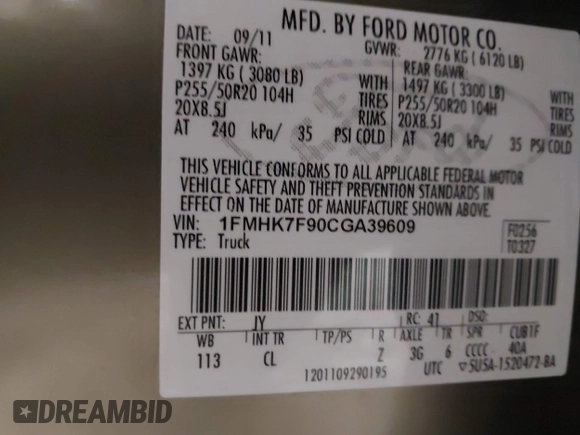 MFD. BY FORD MOTOR CO.
DATE: 09/11 GVWR: 2776 KG ( 6120 LB)
FRONT GAWR: REAR GAWR:
1397 KG ( 3080 LB) WITH 1497 KG ( 3300 LB) WITH
P255/50R20 104H TIRES P255/50R20 104H TIRES
20X8.5J RIMS 20X8.5J RIMS
AT 240 kPa/ 35 PSI COLD AT 240 kPa/ 35 PSI COLD
THIS VEHICLE CONFORMS TO ALL APPLICABLE FEDERAL MOTOR
VEHICLE SAFETY AND THEFT PREVENTION STANDARDS IN
EFFECT ON THE DATE OF MANUFACTURE SHOWN ABOVE.
VIN: 1FMHK7F90CGA39609 F0256
TYPE: Truck T0327
EXT PNT: JY RC: 41 DSO:
WB INT TR TP/PS R AXLE TR SPR CUB1F
113 CL Z 3G 6 CCCC 40A
1201109290195 UTC 5U5A-1520472-BA
DREAMBID